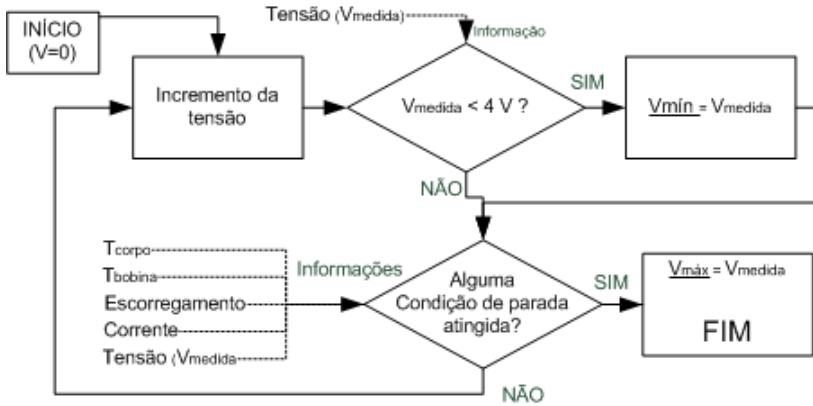 INÍCIO
(V=0)
Tensão (Vmedida)
Informação
Incremento da
tensão
Vmedida < 4 V ?
SIM
Vmín = Vmedida
NÃO
Tcorpo
Tbobina
Escorregamento
Corrente
Tensão (Vmedida
Informações
Alguma
Condição de parada
atingida?
SIM
Vmáx = Vmedida
FIM
NÃO